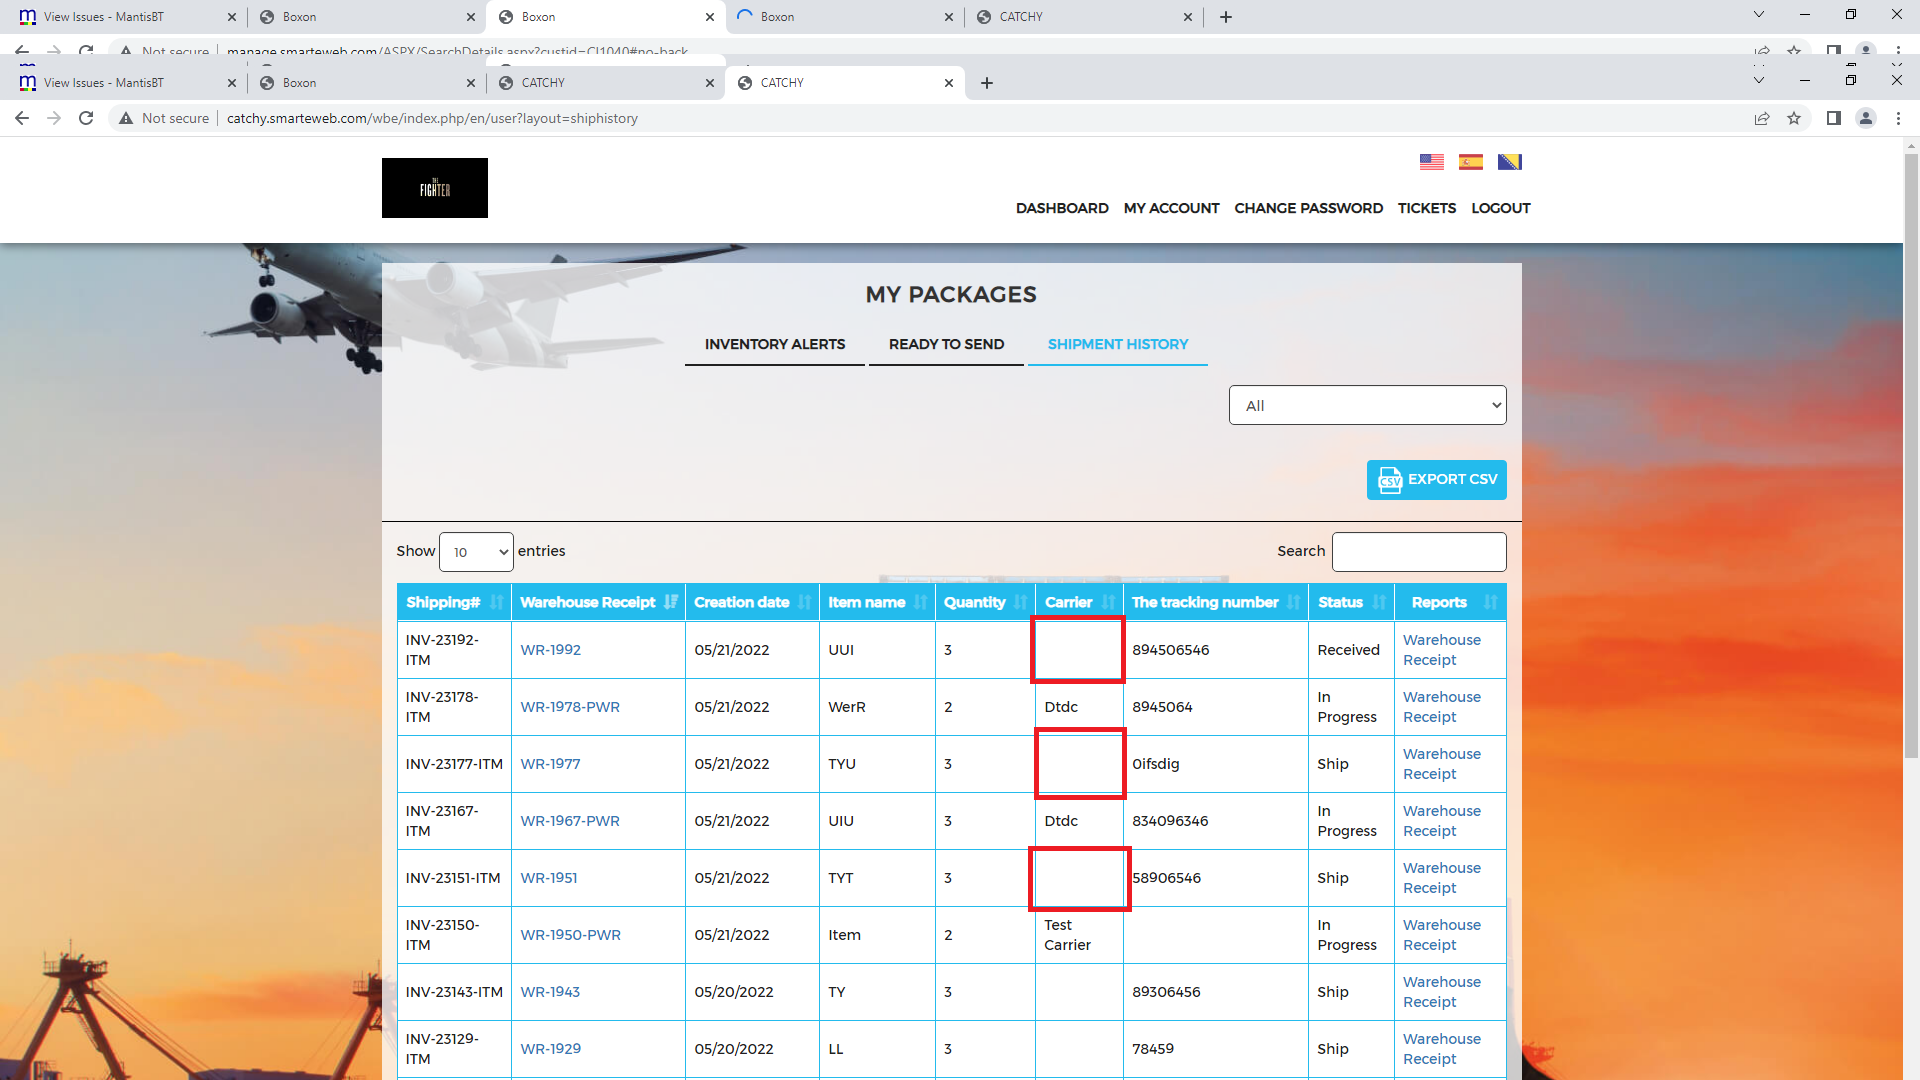 View Issues - MantisBT
Boxon
Boxon
Boxon
CATCHY
Not secure
manage.smarteweb.com/ASPX/SearchDetails.aspx?custid=CI1040#no-back
View Issues - MantisBT
Boxon
CATCHY
CATCHY
Not secure
catchy.smarteweb.com/wbe/index.php/en/user?layout=shiphistory
THE
FIGHTER
DASHBOARD MY ACCOUNT CHANGE PASSWORD TICKETS LOGOUT
MY PACKAGES
INVENTORY ALERTS READY TO SEND SHIPMENT HISTORY
All
CSV EXPORT CSV
Show 10 entries Search
Shipping# Warehouse Receipt Creation date Item name Quantity Carrier The tracking number Status Reports
INV-23192-ITM WR-1992 05/21/2022 UUI 3 894506546 Received Warehouse Receipt
INV-23178-ITM WR-1978-PWR 05/21/2022 WerR 2 Dtdc 8945064 In Progress Warehouse Receipt
INV-23177-ITM WR-1977 05/21/2022 TYU 3 0ifsdig Ship Warehouse Receipt
INV-23167-ITM WR-1967-PWR 05/21/2022 UIU 3 Dtdc 834096346 In Progress Warehouse Receipt
INV-23151-ITM WR-1951 05/21/2022 TYT 3 58906546 Ship Warehouse Receipt
INV-23150-ITM WR-1950-PWR 05/21/2022 Item 2 Test Carrier In Progress Warehouse Receipt
INV-23143-ITM WR-1943 05/20/2022 TY 3 89306456 Ship Warehouse Receipt
INV-23129-ITM WR-1929 05/20/2022 LL 3 78459 Ship Warehouse Receipt